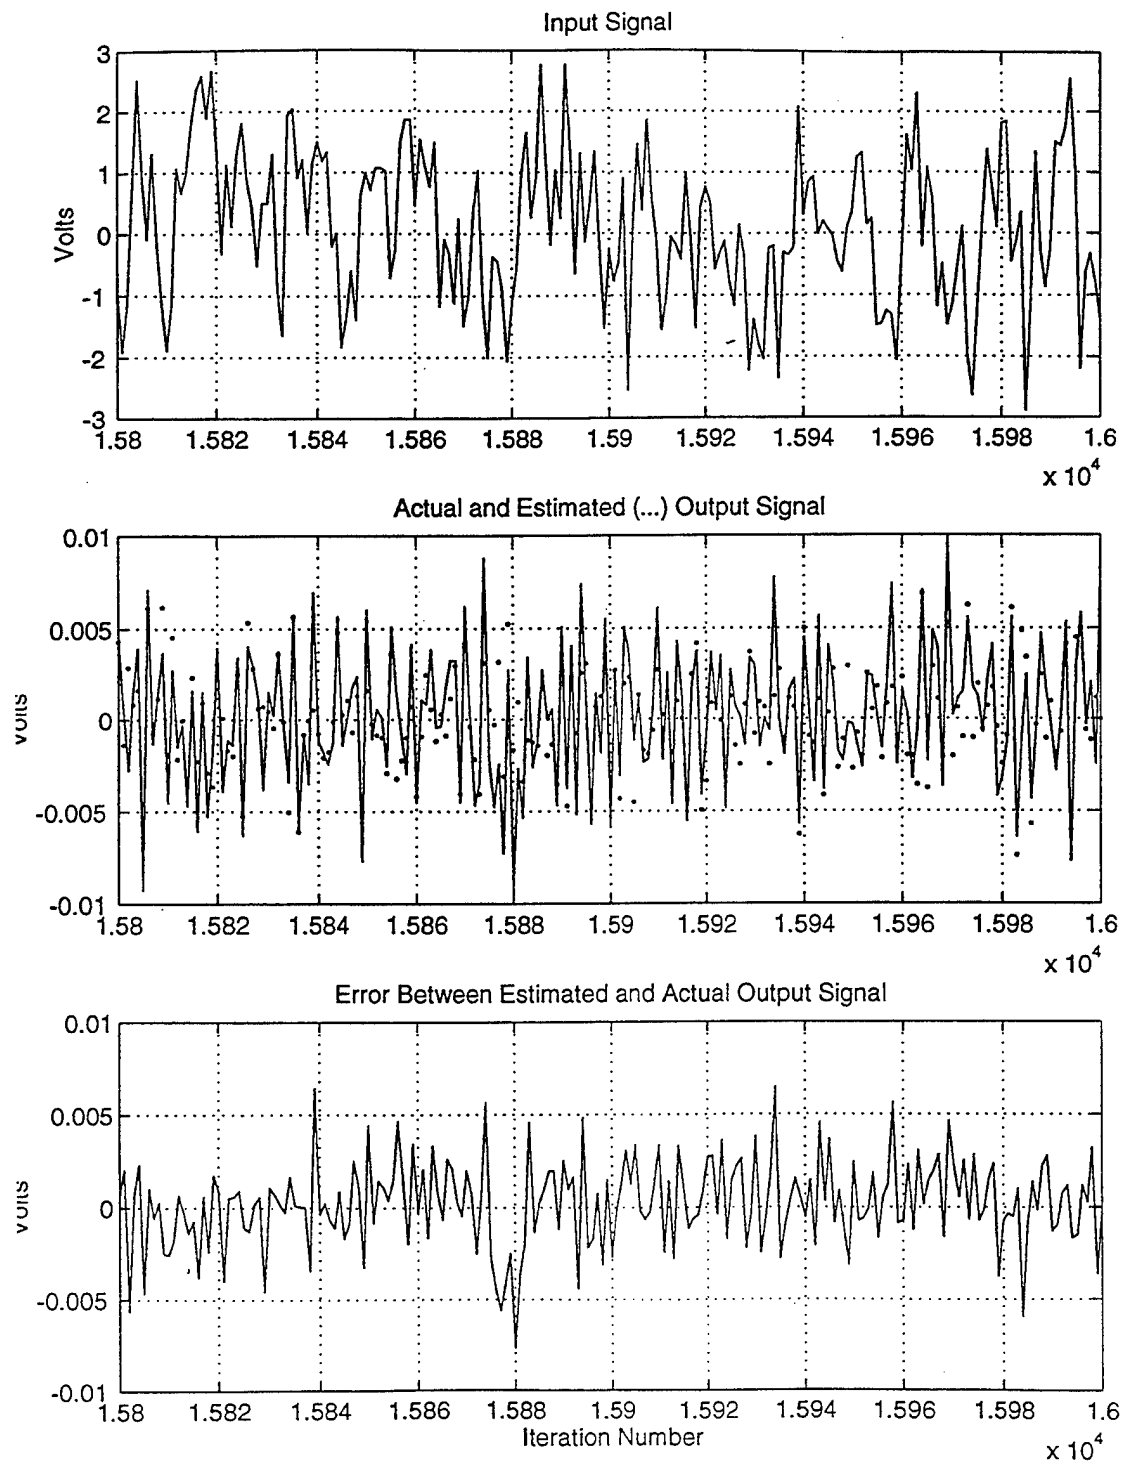 Input Signal
3
2
1
0
-1
-2
-3
Volts
1.58 1.582 1.584 1.586 1.588 1.59 1.592 1.594 1.596 1.598 1.6
x 10^4
Actual and Estimated (...) Output Signal
0.01
0.005
0
-0.005
-0.01
Volts
1.58 1.582 1.584 1.586 1.588 1.59 1.592 1.594 1.596 1.598 1.6
x 10^4
Error Between Estimated and Actual Output Signal
0.01
0.005
0
-0.005
-0.01
Volts
1.58 1.582 1.584 1.586 1.588 1.59 1.592 1.594 1.596 1.598 1.6
Iteration Number
x 10^4